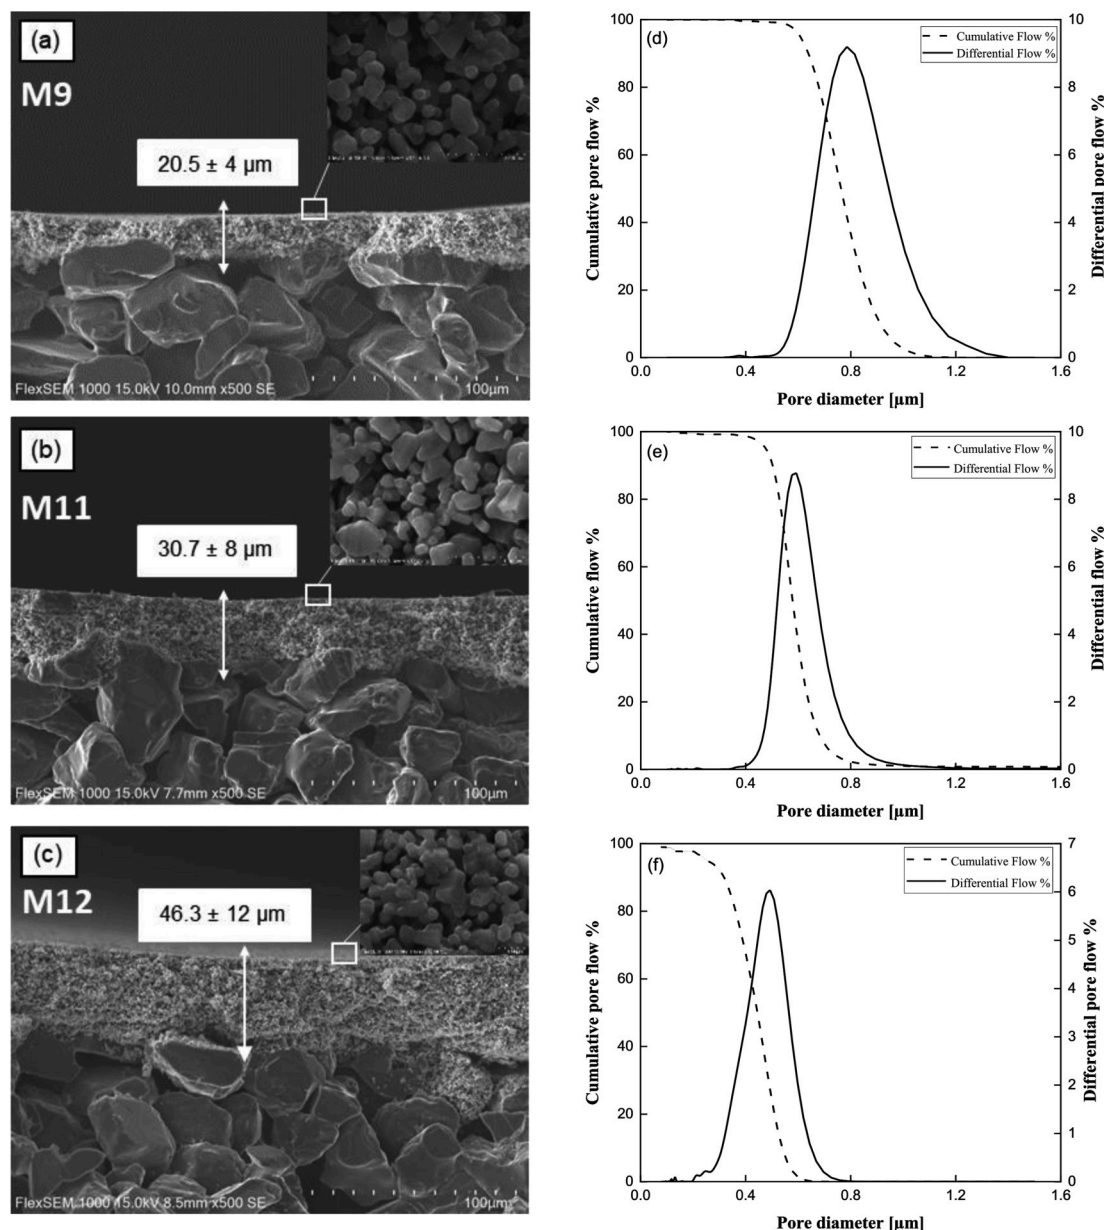 (a)
M9
20.5 ± 4 µm
FlexSEM 1000 15.0kV 10.0mm x500 SE
100µm
(d)
Cumulative Flow %
Differential Flow %
Cumulative pore flow %
Differential pore flow %
100
80
60
40
20
0
10
8
6
4
2
0
0.0
0.4
0.8
1.2
1.6
Pore diameter [µm]
(b)
M11
30.7 ± 8 µm
FlexSEM 1000 15.0kV 7.7mm x500 SE
100µm
(e)
Cumulative Flow %
Differential Flow %
Cumulative flow %
Differential flow %
100
80
60
40
20
0
10
8
6
4
2
0
0.0
0.4
0.8
1.2
1.6
Pore diameter [µm]
(c)
M12
46.3 ± 12 µm
FlexSEM 1000 15.0kV 8.5mm x500 SE
100µm
(f)
Cumulative Flow %
Differential Flow %
Cumulative pore flow %
Differential pore flow %
100
80
60
40
20
0
7
6
5
4
3
2
1
0
0.0
0.4
0.8
1.2
1.6
Pore diameter [µm]